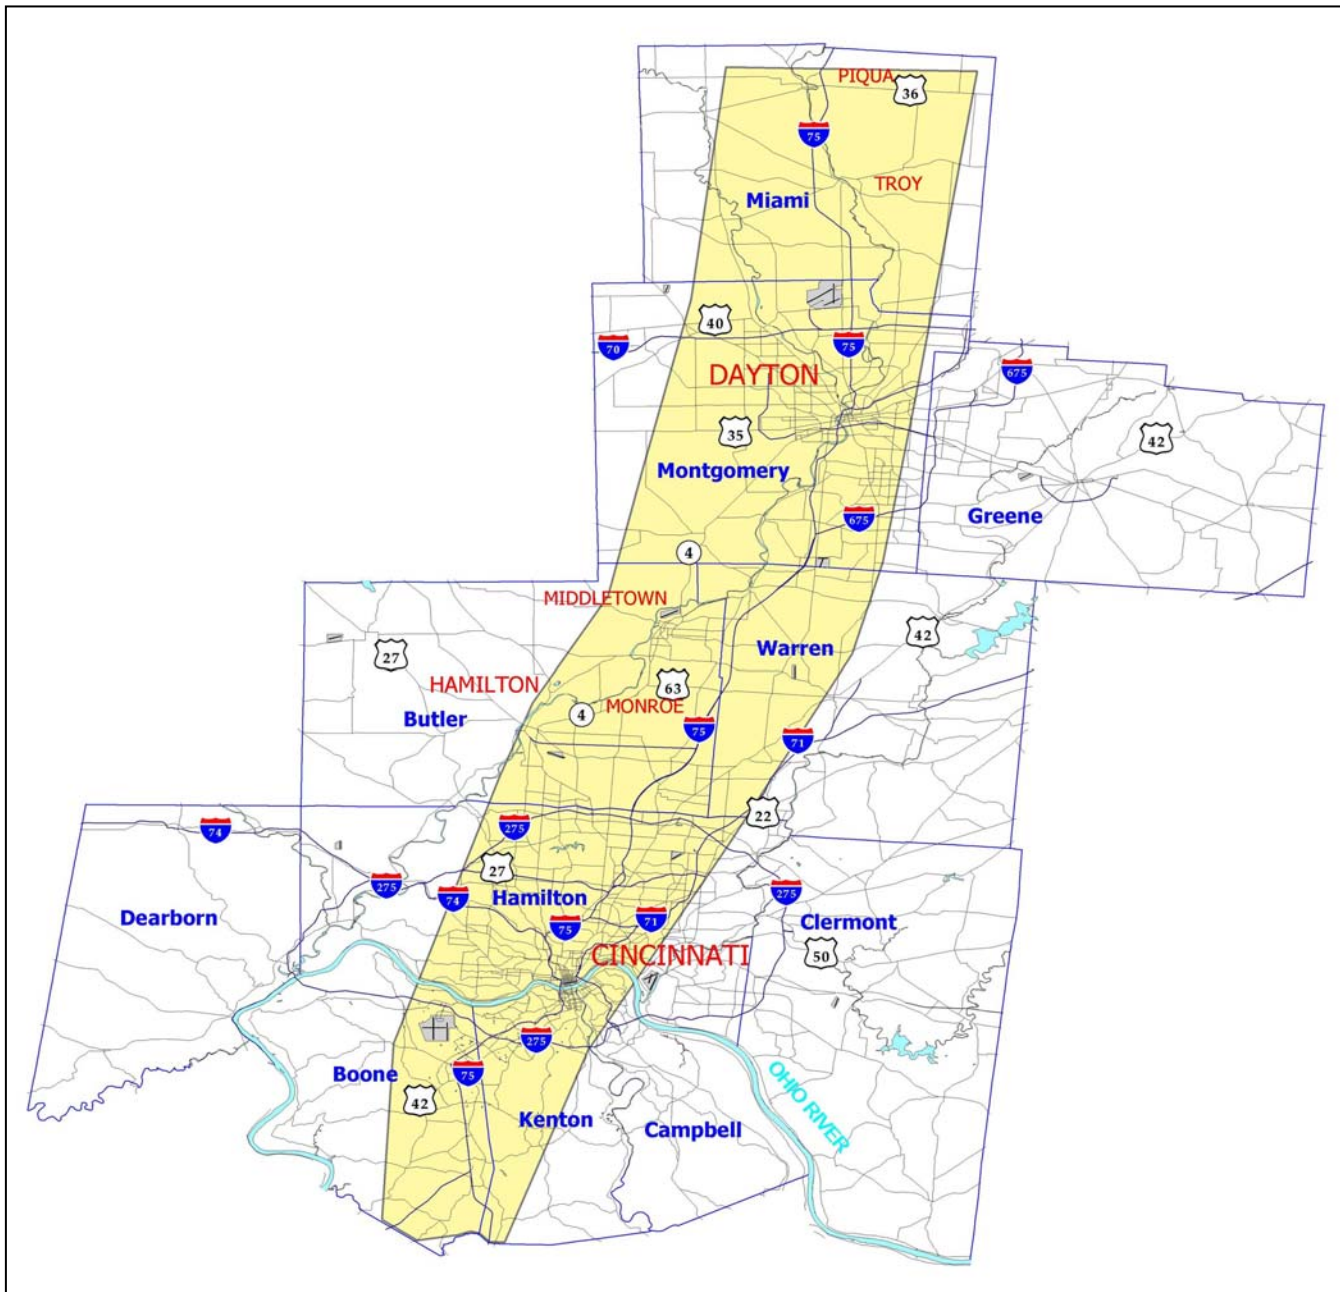 PIQUA
36
75
TROY
Miami
40
70
75
DAYTON
675
35
42
Montgomery
675
Greene
4
MIDDLETOWN
42
Warren
27
HAMILTON
63
MONROE
Butler
4
75
71
22
74
275
27
275
74
Hamilton
275
Dearborn
75
71
Clermont
CINCINNATI
50
275
Boone
75
42
OHIO RIVER
Kenton
Campbell